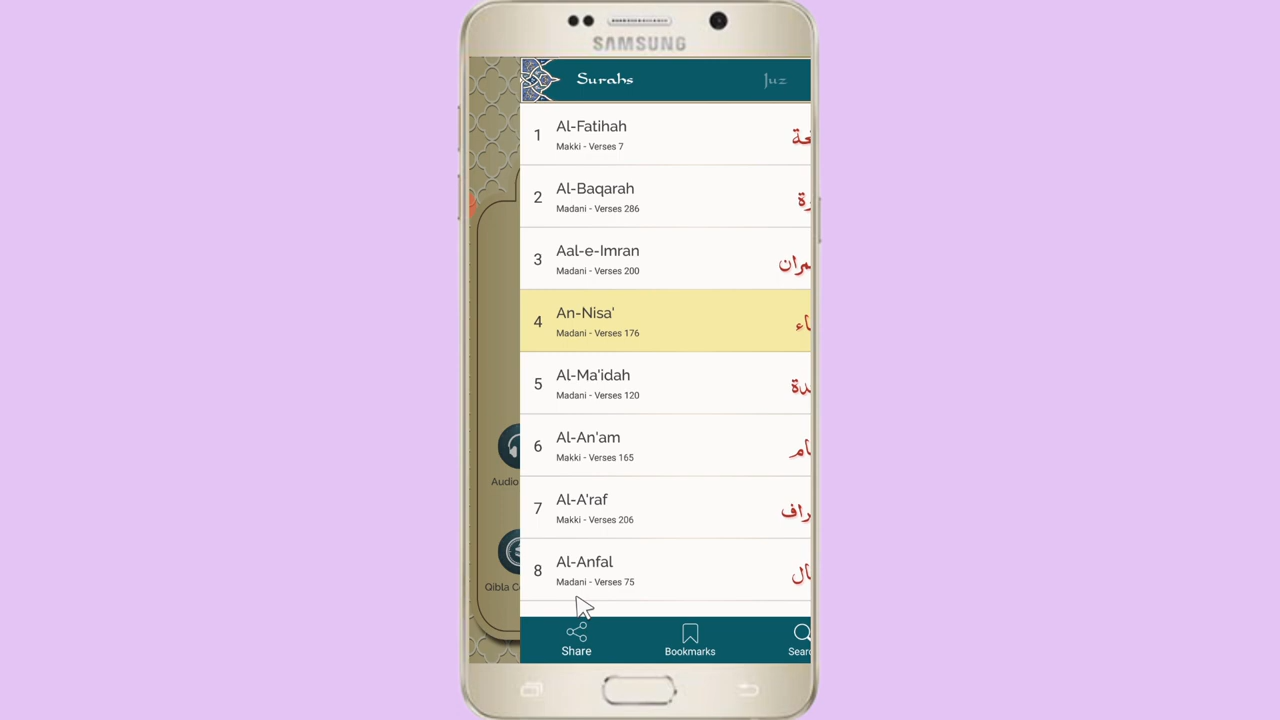 SAMSUNG
Surahs Juz
1 Al-Fatihah
Makki - Verses 7
2 Al-Baqarah
Madani - Verses 286
3 Aal-e-Imran
Madani - Verses 200
4 An-Nisa'
Madani - Verses 176
5 Al-Ma'idah
Madani - Verses 120
6 Al-An'am
Makki - Verses 165
7 Al-A'raf
Makki - Verses 206
8 Al-Anfal
Madani - Verses 75
Audio
Qibla
Share Bookmarks